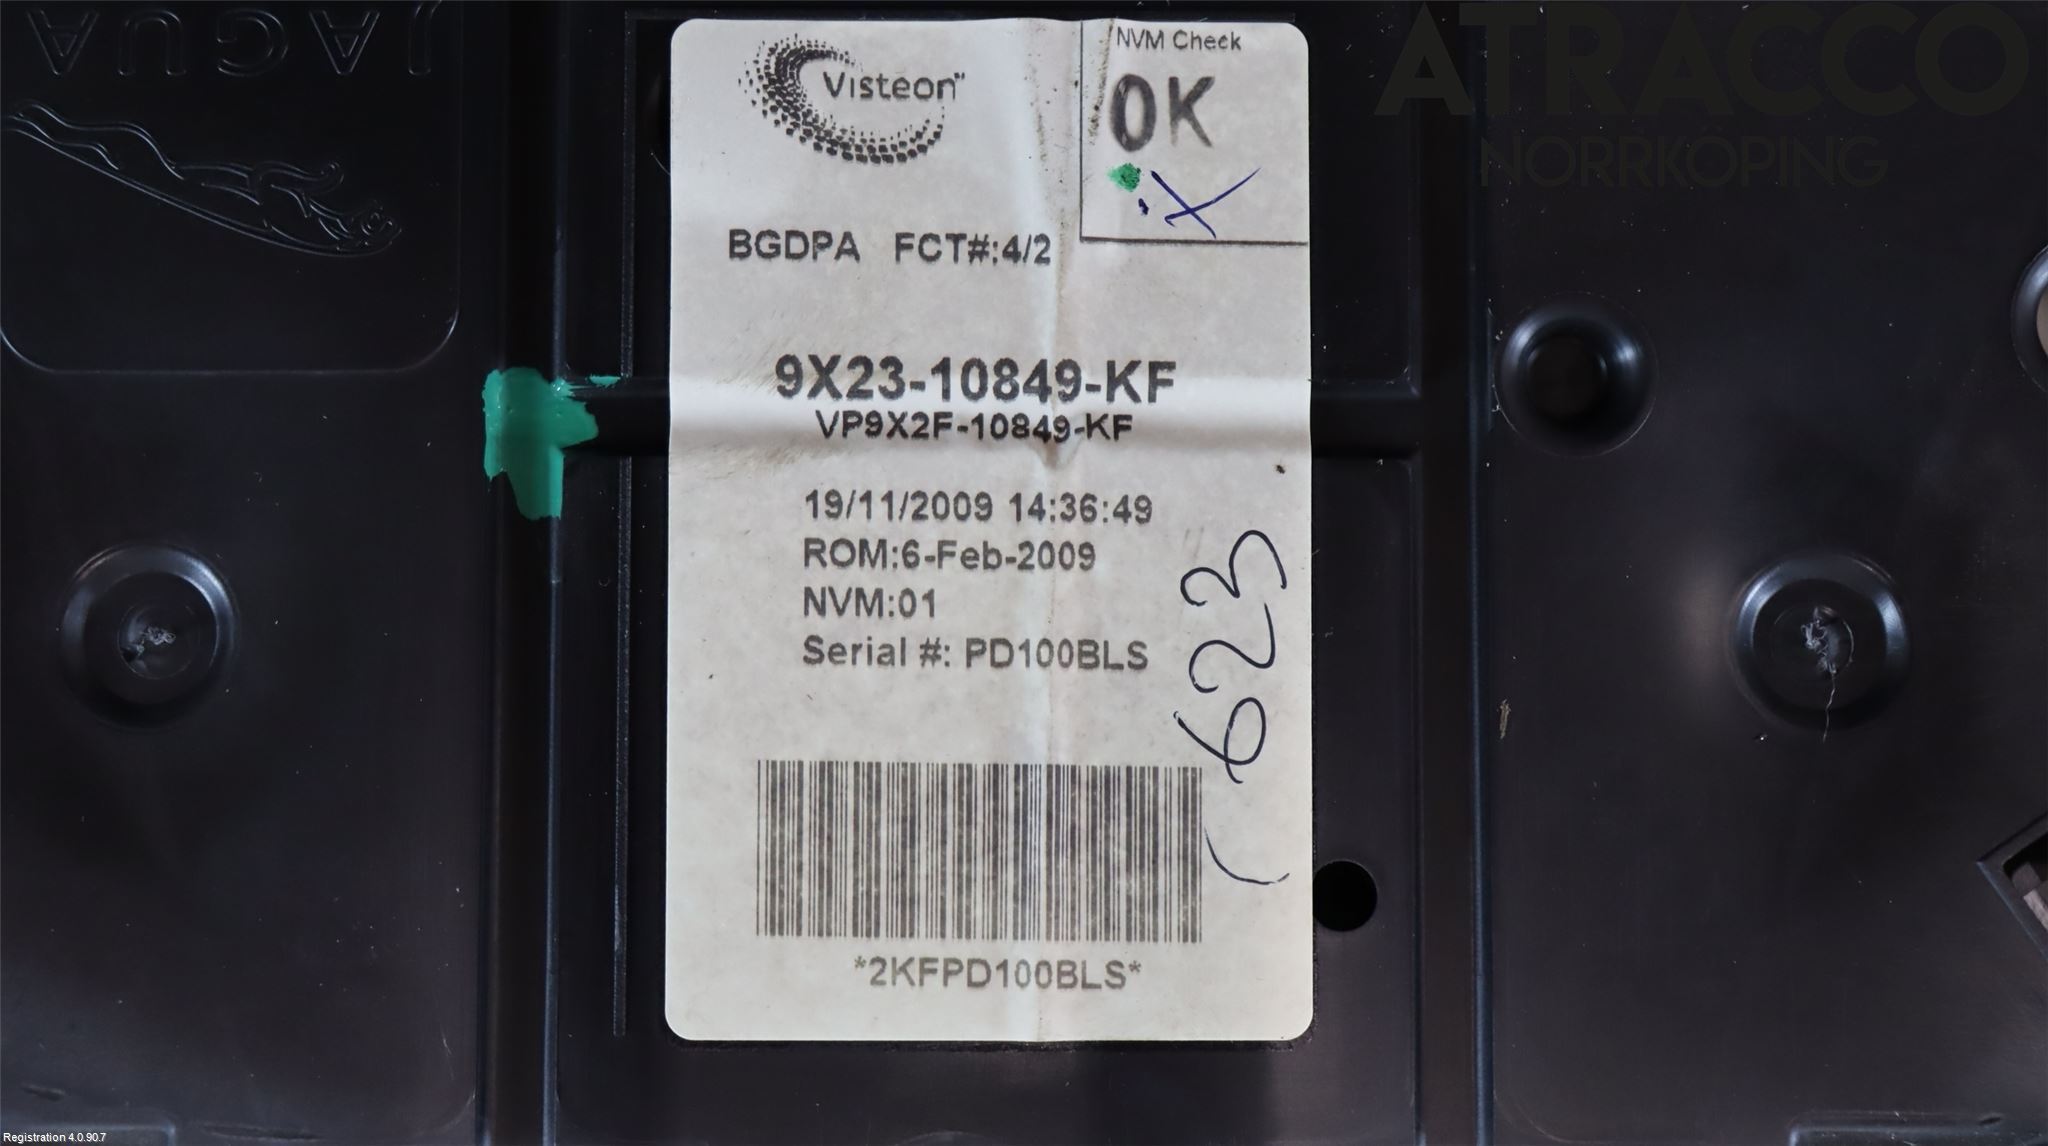 JAGUA
Visteon
NVM Check
OK
BGDPA FCT#:4/2
9X23-10849-KF
VP9X2F-10849-KF
19/11/2009 14:36:49
ROM:6-Feb-2009
NVM:01
Serial #: PD100BLS
623
*2KFPD100BLS*
ATRACCO
NORRKÖPING
Registration 4.0.90.7